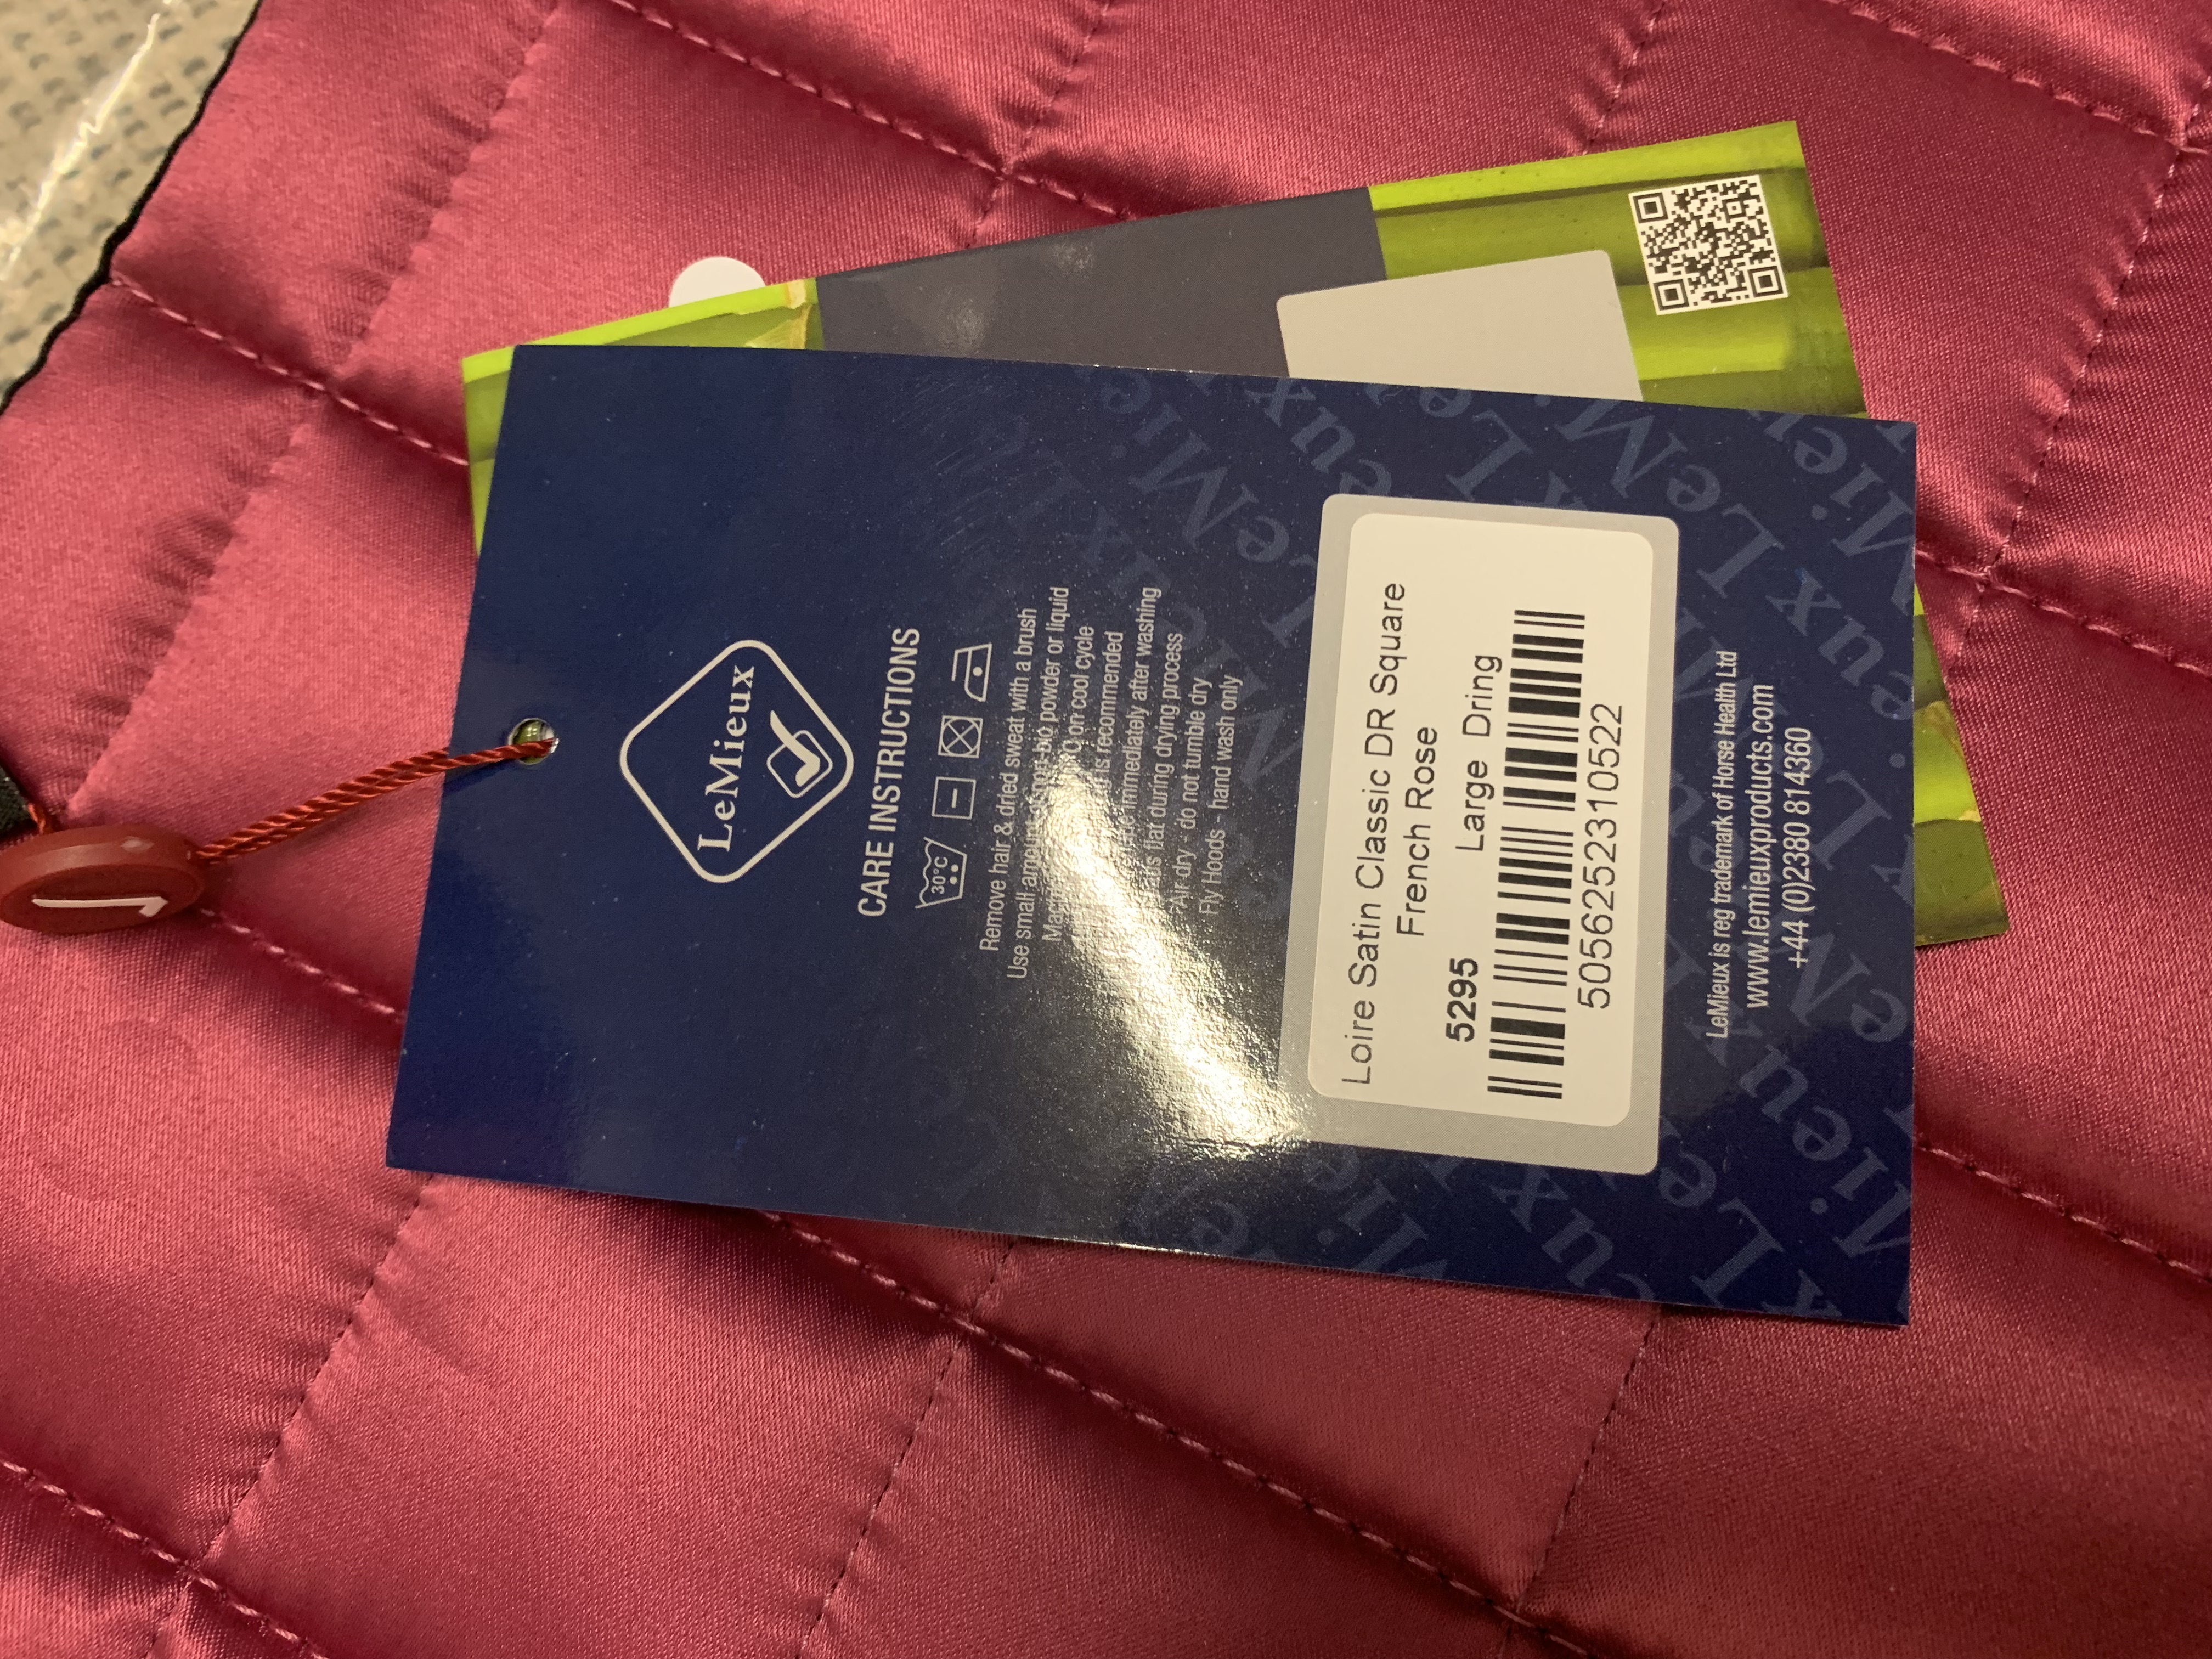 LeMieux
CARE INSTRUCTIONS
30°C
Remove hair & dried sweat with a brush
Use small amount of non-bio powder or liquid
30 on cool cycle
is recommended
immediately after washing
flat during drying process
*Air dry - do not tumble dry
Fly Hoods - hand wash only
Loire Satin Classic DR Square
French Rose
5295 Large Dring
5056252310522
LeMieux is reg trademark of Horse Health Ltd
www.lemieuxproducts.com
+44 (0)2380 814360